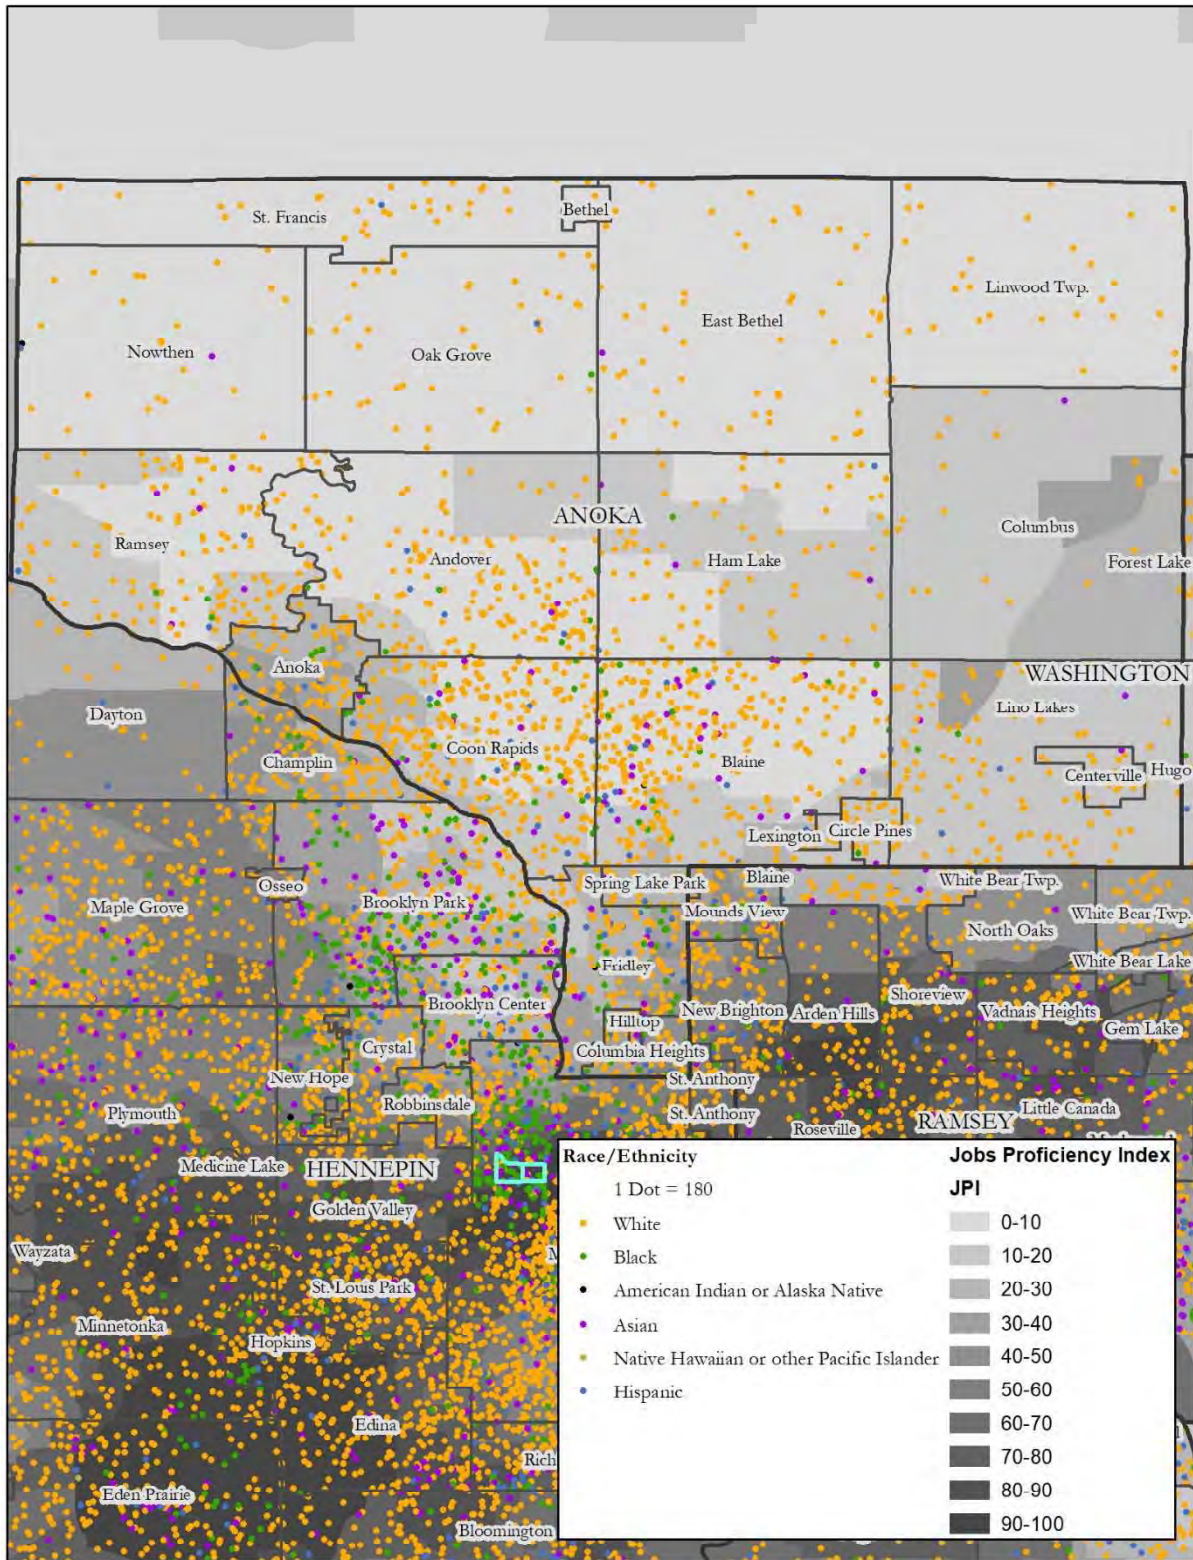 St. Francis
Bethel
Linwood Twp.
East Bethel
Nowthen
Oak Grove
ANOKA
Columbus
Ramsey
Andover
Ham Lake
Forest Lake
Anoka
WASHINGTON
Dayton
Lino Lakes
Coon Rapids
Champlin
Blaine
Centerville
Hugo
Lexington
Circle Pines
Osseo
Spring Lake Park
Blaine
White Bear Twp.
Maple Grove
Brooklyn Park
Mounds View
White Bear Twp.
North Oaks
Fridley
White Bear Lake
Brooklyn Center
Shoreview
New Brighton
Arden Hills
Vadnais Heights
Hilltop
Gem Lake
Crystal
Columbia Heights
New Hope
St. Anthony
Plymouth
Robbinsdale
St. Anthony
Little Canada
Roseville
RAMSEY
Medicine Lake
HENNEPIN
Golden Valley
Wayzata
St. Louis Park
Minnetonka
Hopkins
Edina
Rich
Eden Prairie
Bloomington
Race/Ethnicity
1 Dot = 180
White
Black
American Indian or Alaska Native
Asian
Native Hawaiian or other Pacific Islander
Hispanic
Jobs Proficiency Index
JPI
0-10
10-20
20-30
30-40
40-50
50-60
60-70
70-80
80-90
90-100